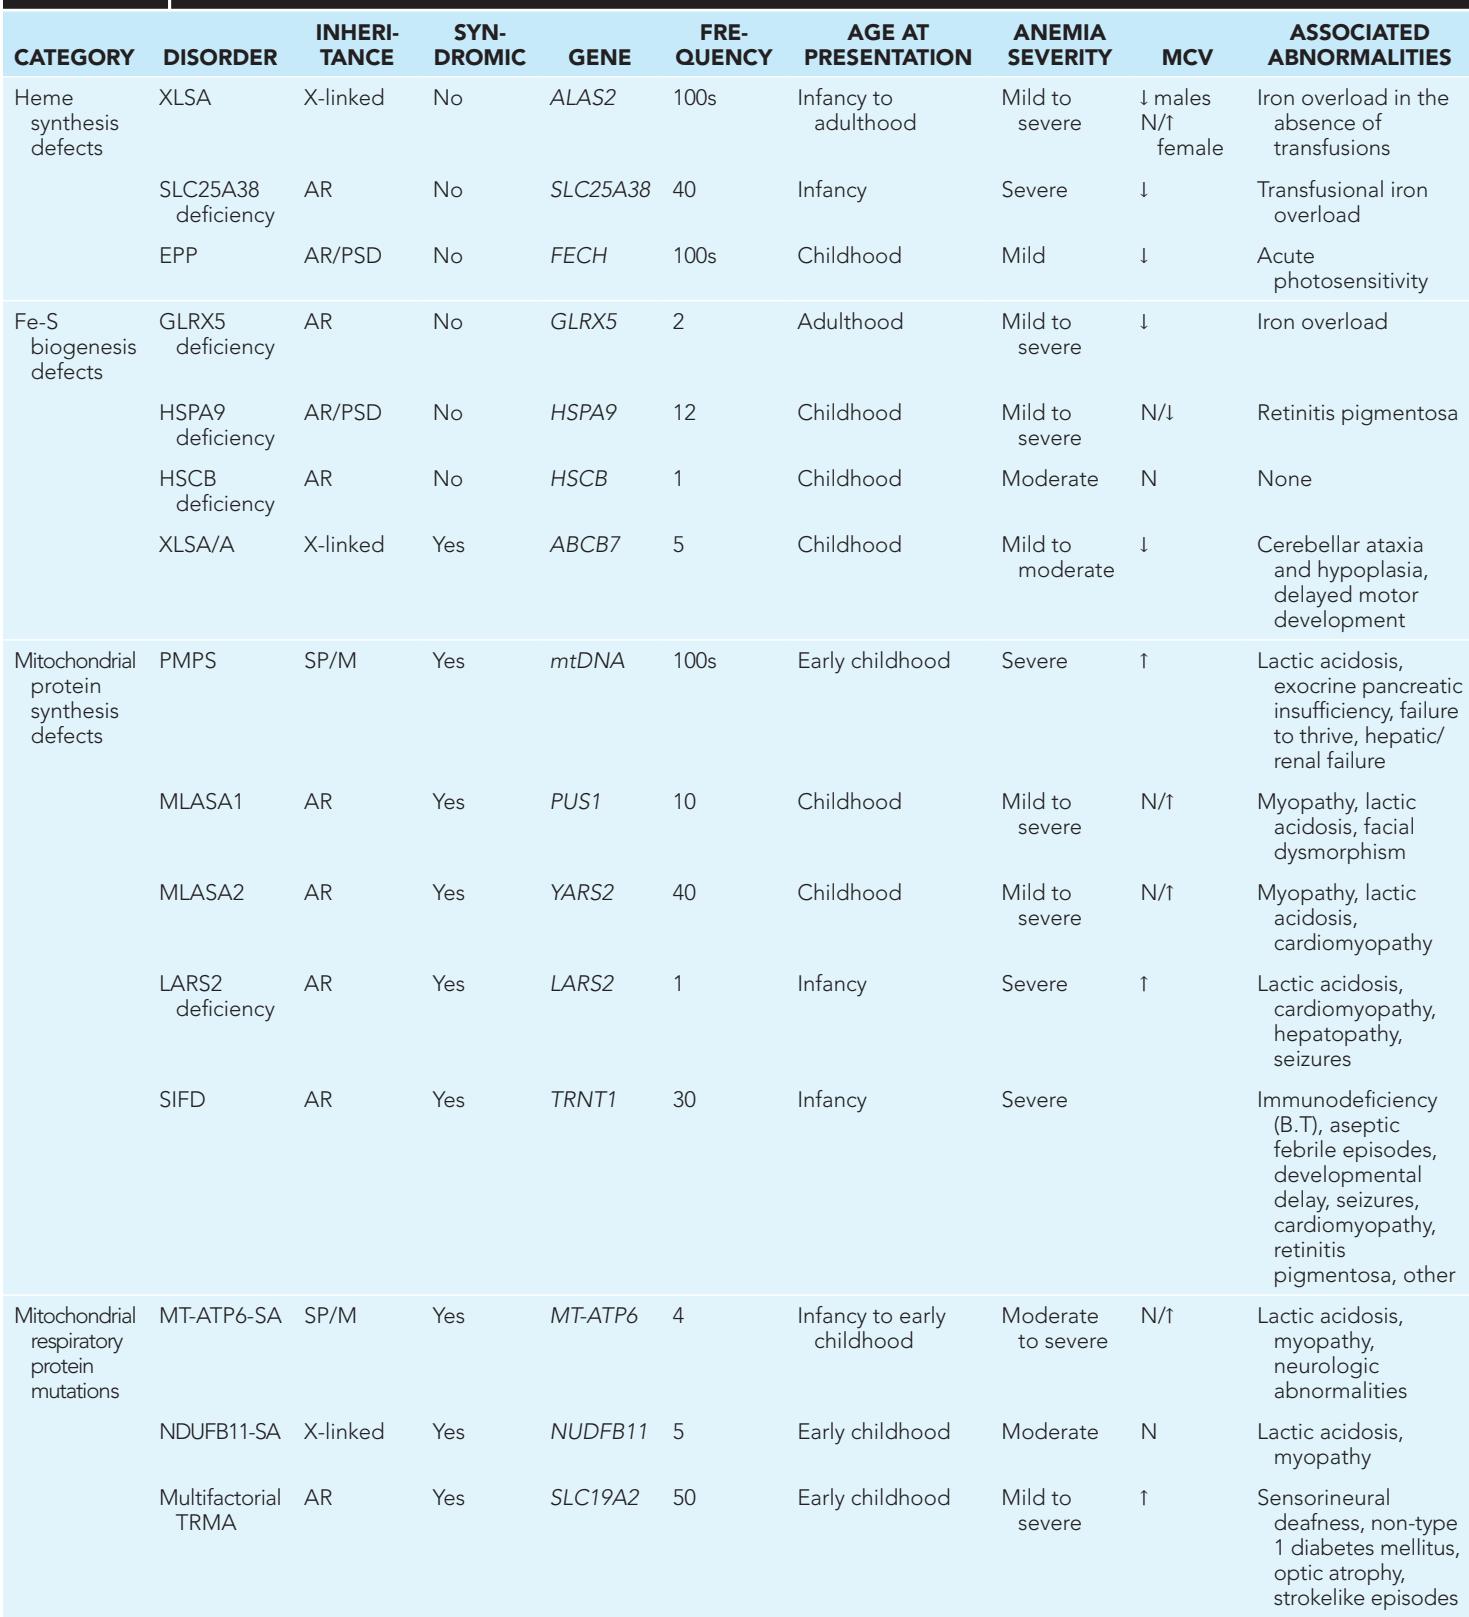 CATEGORY DISORDER INHERI-TANCE SYN-DROMIC GENE FRE-QUENCY AGE AT PRESENTATION ANEMIA SEVERITY MCV ASSOCIATED ABNORMALITIES
Heme synthesis defects XLSA X-linked No ALAS2 100s Infancy to adulthood Mild to severe ↓ males N/↑ female Iron overload in the absence of transfusions
SLC25A38 deficiency AR No SLC25A38 40 Infancy Severe ↓ Transfusional iron overload
EPP AR/PSD No FECH 100s Childhood Mild ↓ Acute photosensitivity
Fe-S biogenesis defects GLRX5 deficiency AR No GLRX5 2 Adulthood Mild to severe ↓ Iron overload
HSPA9 deficiency AR/PSD No HSPA9 12 Childhood Mild to severe N/↓ Retinitis pigmentosa
HSCB deficiency AR No HSCB 1 Childhood Moderate N None
XLSA/A X-linked Yes ABCB7 5 Childhood Mild to moderate ↓ Cerebellar ataxia and hypoplasia, delayed motor development
Mitochondrial protein synthesis defects PMPS SP/M Yes mtDNA 100s Early childhood Severe ↑ Lactic acidosis, exocrine pancreatic insufficiency, failure to thrive, hepatic/ renal failure
MLASA1 AR Yes PUS1 10 Childhood Mild to severe N/↑ Myopathy, lactic acidosis, facial dysmorphism
MLASA2 AR Yes YARS2 40 Childhood Mild to severe N/↑ Myopathy, lactic acidosis, cardiomyopathy
LARS2 deficiency AR Yes LARS2 1 Infancy Severe ↑ Lactic acidosis, cardiomyopathy, hepatopathy, seizures
SIFD AR Yes TRNT1 30 Infancy Severe Immunodeficiency (B.T), aseptic febrile episodes, developmental delay, seizures, cardiomyopathy, retinitis pigmentosa, other
Mitochondrial respiratory protein mutations MT-ATP6-SA SP/M Yes MT-ATP6 4 Infancy to early childhood Moderate to severe N/↑ Lactic acidosis, myopathy, neurologic abnormalities
NDUFB11-SA X-linked Yes NUDFB11 5 Early childhood Moderate N Lactic acidosis, myopathy
Multifactorial TRMA AR Yes SLC19A2 50 Early childhood Mild to severe ↑ Sensorineural deafness, non-type 1 diabetes mellitus, optic atrophy, strokelike episodes